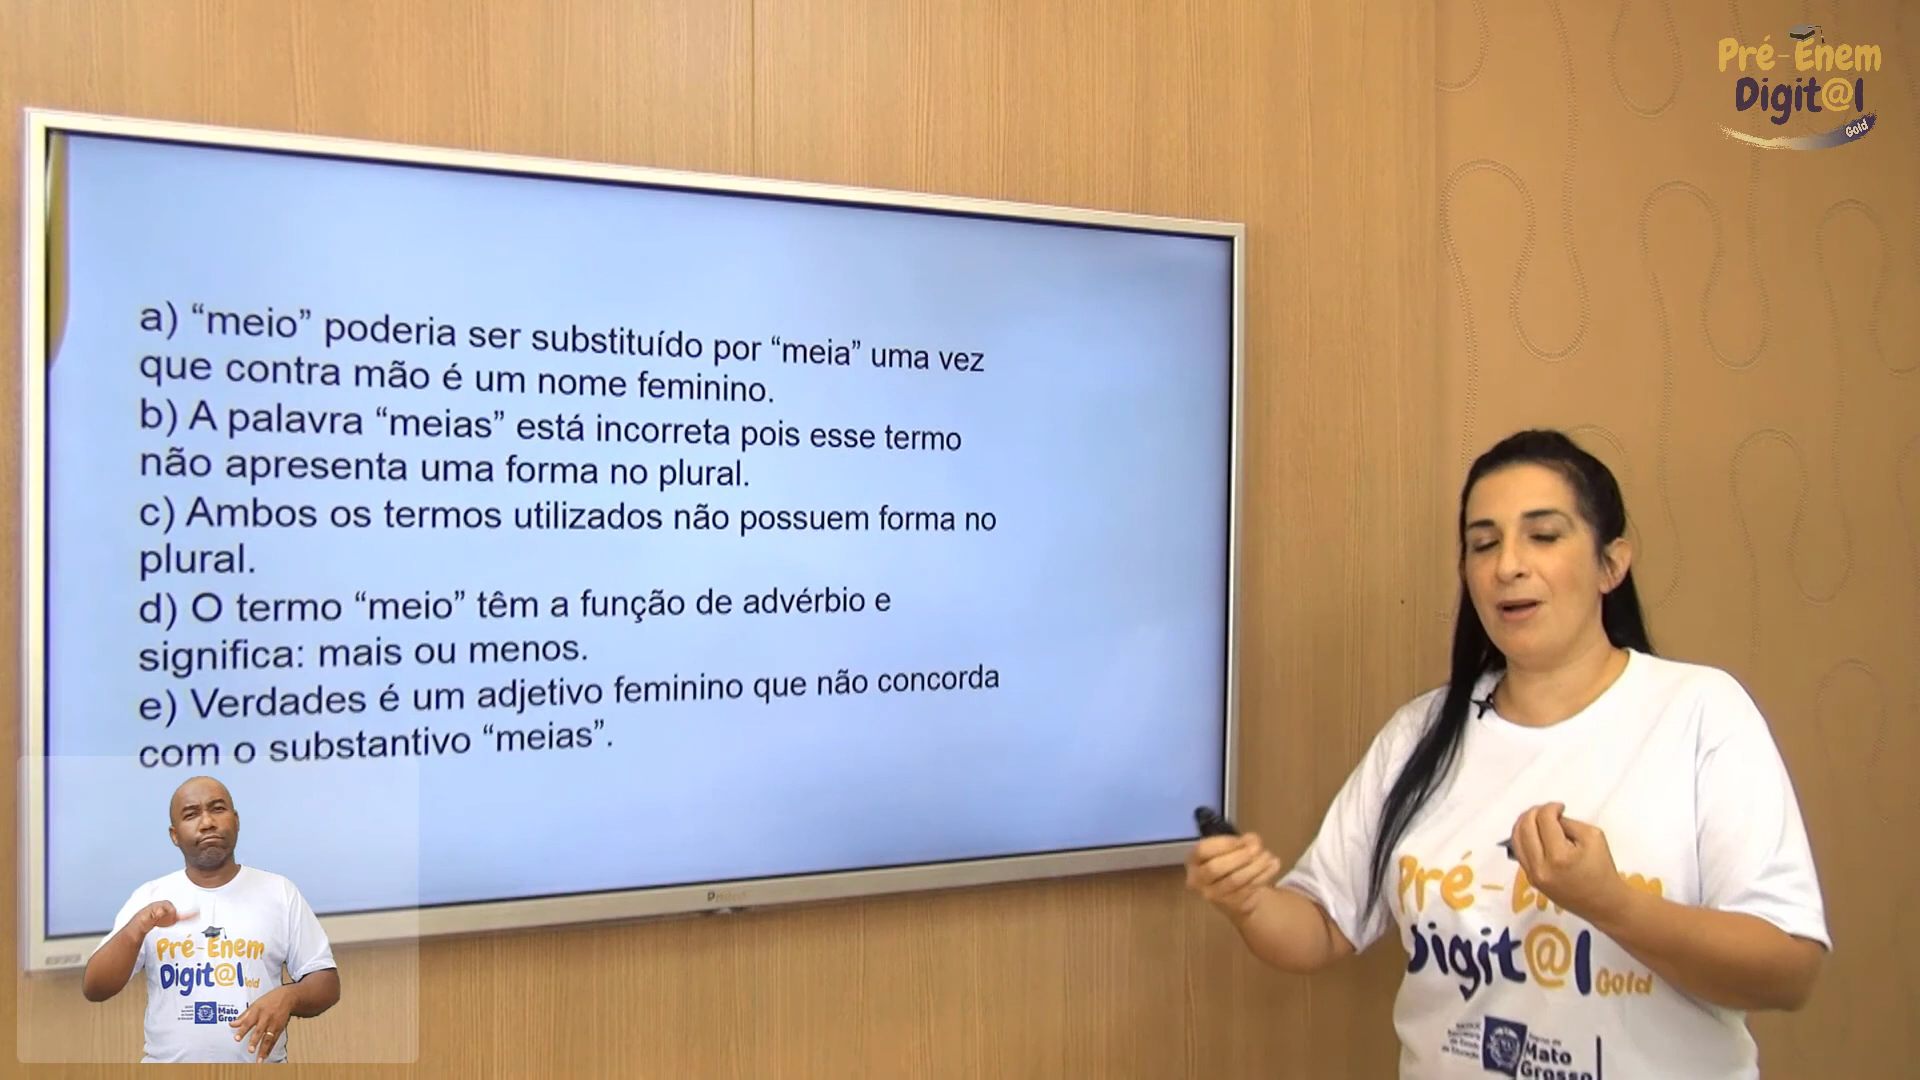 Pré-Enem
Digit@l
Gold
a) “meio” poderia ser substituído por “meia” uma vez
que contra mão é um nome feminino.
b) A palavra “meias” está incorreta pois esse termo
não apresenta uma forma no plural.
c) Ambos os termos utilizados não possuem forma no
plural.
d) O termo “meio” têm a função de advérbio e
significa: mais ou menos.
e) Verdades é um adjetivo feminino que não concorda
com o substantivo “meias”.
Pré-Enem
Digit@l
Gold
Mato
Pré-
Digit@l
Gold
Mato
Grosso